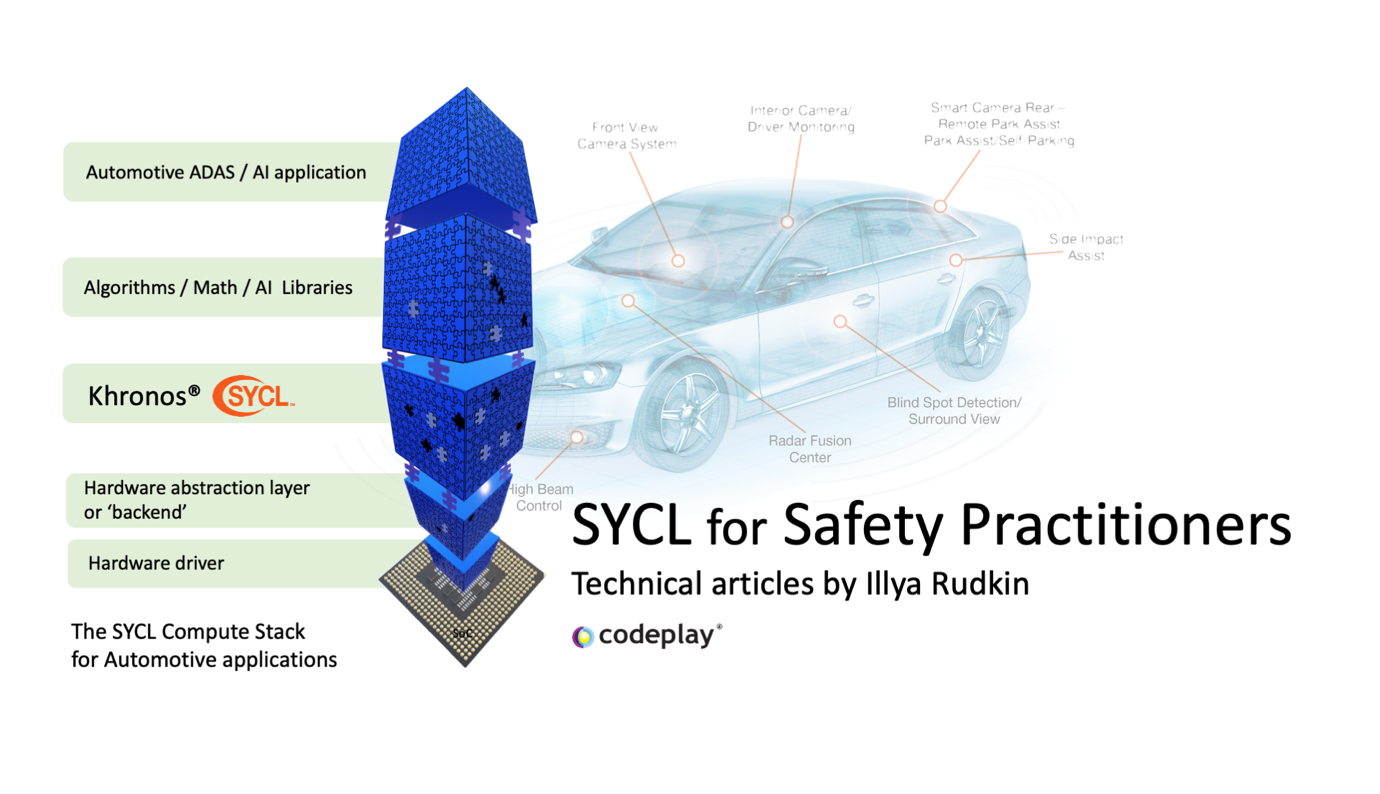 Automotive ADAS / AI application
Algorithms / Math / AI Libraries
Khronos® SYCL™
Hardware abstraction layer
or ‘backend’
Hardware driver
The SYCL Compute Stack
for Automotive applications
SoC
Front View
Camera System
Interior Camera/
Driver Monitoring
Smart Camera Rear –
Remote Park Assist
Park Assist/Self-Parking
Side Impact
Assist
Blind Spot Detection/
Surround View
Radar Fusion
Center
High Beam
Control
SYCL for Safety Practitioners
Technical articles by Illya Rudkin
codeplay®